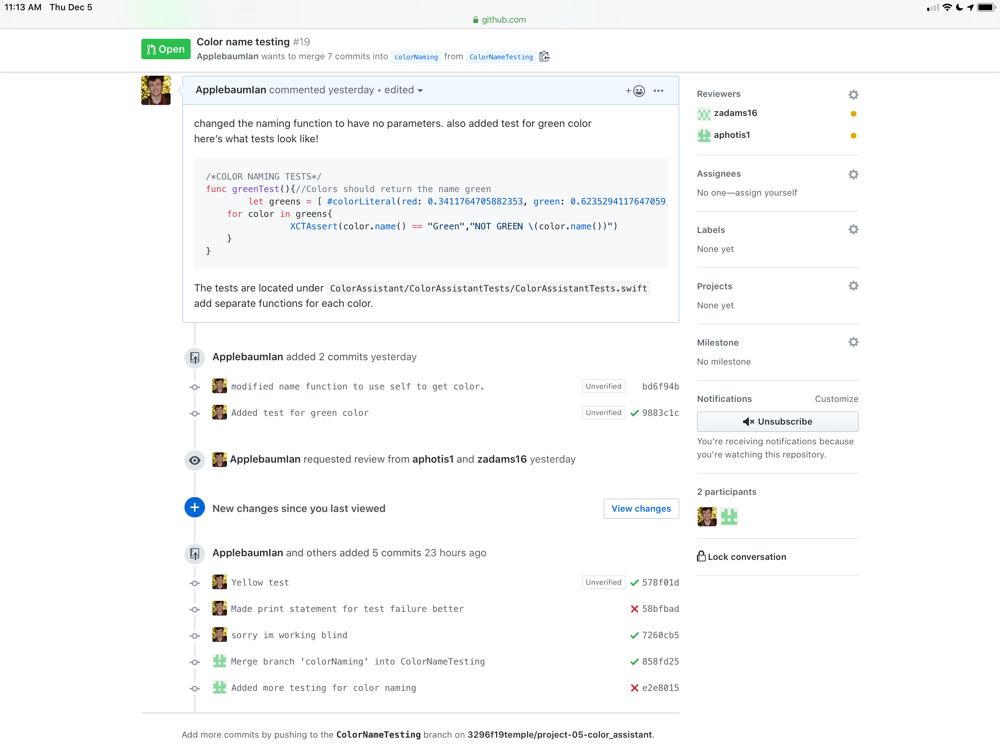 11:13 AM Thu Dec 5
github.com
Open
Color name testing #19
ApplebaumIan wants to merge 7 commits into colorNaming from ColorNameTesting
ApplebaumIan commented yesterday • edited
changed the naming function to have no parameters. also added test for green color
here’s what tests look like!
/*COLOR NAMING TESTS*/
func greenTest(){//Colors should return the name green
let greens = [ #colorLiteral(red: 0.3411764705882353, green: 0.6235294117647059,
for color in greens{
XCTAssert(color.name() == "Green","NOT GREEN \(color.name())")
}
}
The tests are located under ColorAssistant/ColorAssistantTests/ColorAssistantTests.swift
add separate functions for each color.
ApplebaumIan added 2 commits yesterday
modified name function to use self to get color. Unverified bd6f94b
Added test for green color Unverified 9883c1c
ApplebaumIan requested review from aphotis1 and zadams16 yesterday
New changes since you last viewed View changes
ApplebaumIan and others added 5 commits 23 hours ago
Yellow test Unverified 578f01d
Made print statement for test failure better 58bfbad
sorry im working blind 7260cb5
Merge branch 'colorNaming' into ColorNameTesting 858fd25
Added more testing for color naming e2e8015
Add more commits by pushing to the ColorNameTesting branch on 3296f19temple/project-05-color_assistant.
Reviewers
zadams16
aphotis1
Assignees
No one—assign yourself
Labels
None yet
Projects
None yet
Milestone
No milestone
Notifications Customize
Unsubscribe
You’re receiving notifications because
you’re watching this repository.
2 participants
Lock conversation